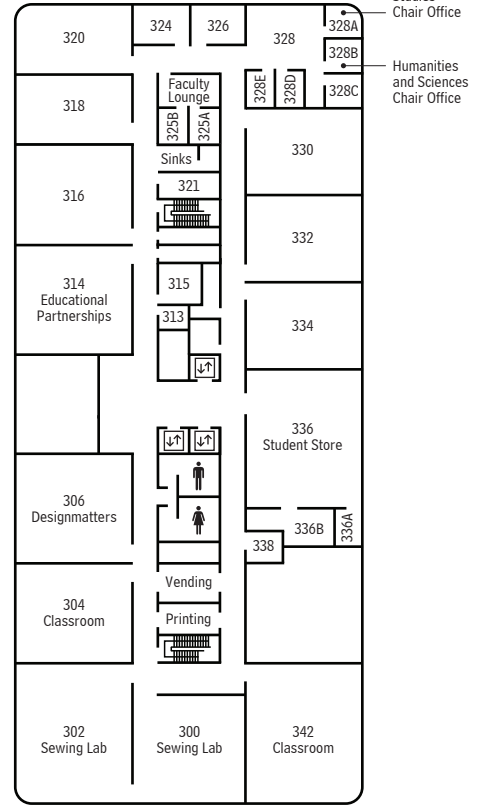 Studies
Chair Office
Humanities
and Sciences
Chair Office
320
324
326
328
328A
328B
328C
328E
328D
318
Faculty
Lounge
325B
325A
Sinks
330
316
321
332
314
Educational
Partnerships
315
313
334
336
Student Store
306
Designmatters
336B
336A
338
Vending
304
Classroom
Printing
302
Sewing Lab
300
Sewing Lab
342
Classroom